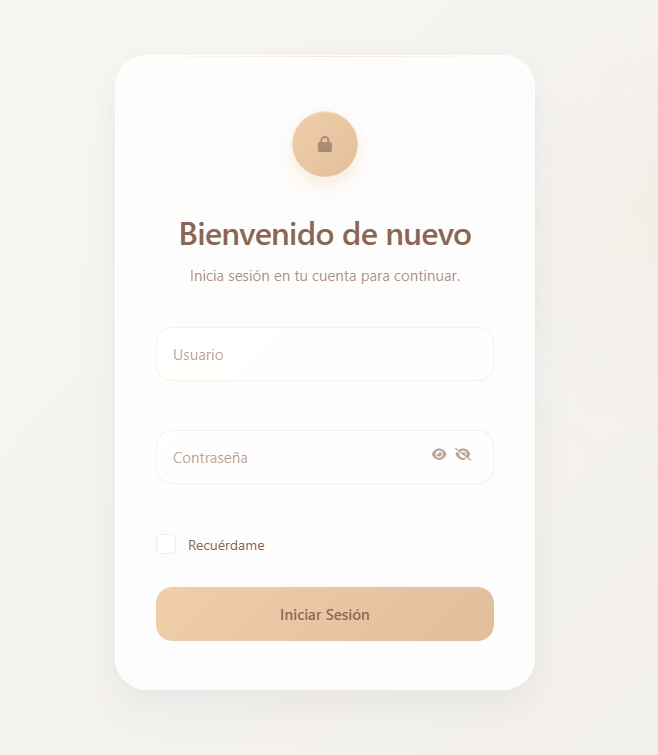 Bienvenido de nuevo
Inicia sesión en tu cuenta para continuar.
Usuario
Contraseña
Recuérdame
Iniciar Sesión